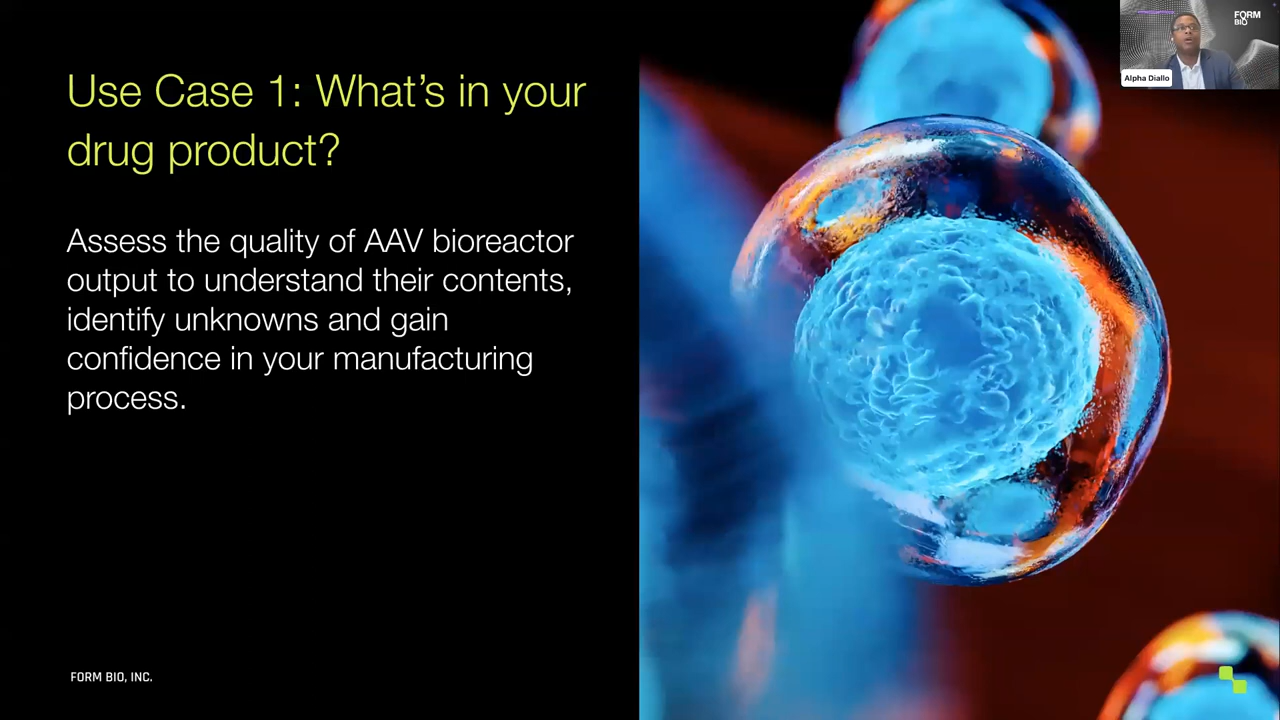 Use Case 1: What's in your
drug product?
Assess the quality of AAV bioreactor
output to understand their contents,
identify unknowns and gain
confidence in your manufacturing
process.
FORM BIO, INC.
FORM
BIO
Alpha Diallo